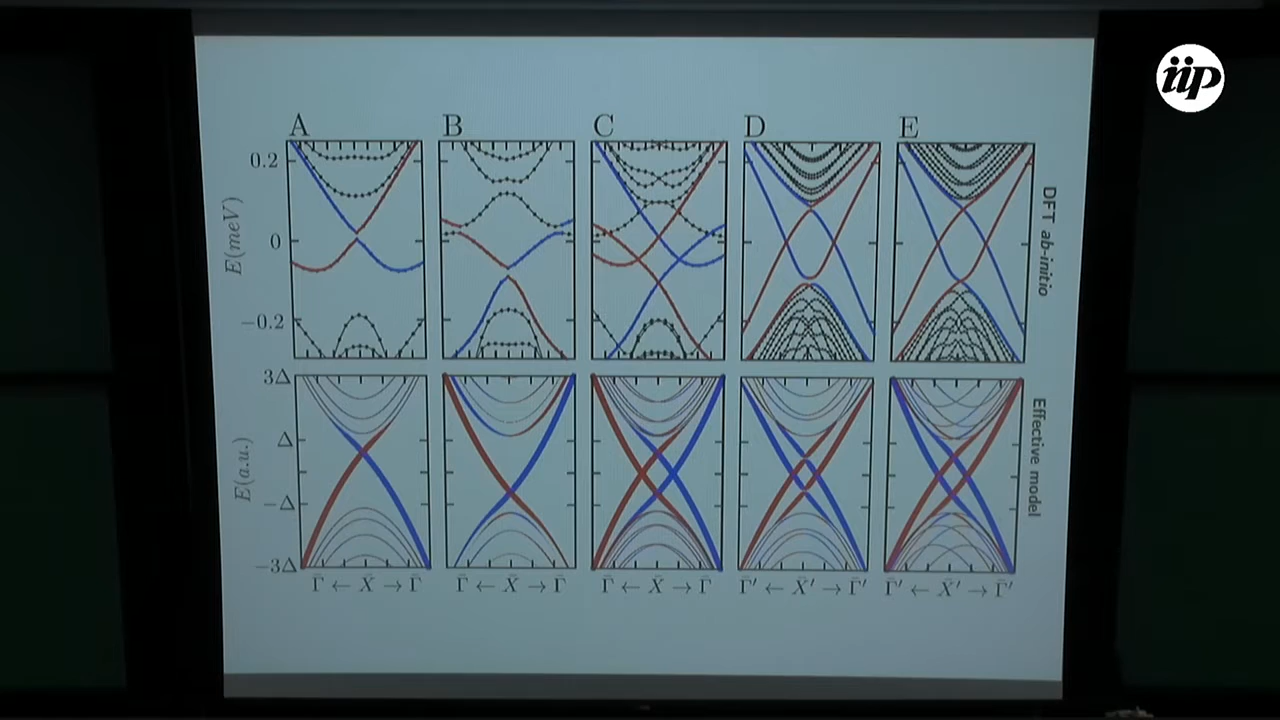 iip
A B C D E
0.2
0
−0.2
E(meV)
DFT ab-initio
3Δ
Δ
−Δ
−3Δ
E(a.u.)
Effective model
Γ̄ ← X̄ → Γ̄
Γ̄ ← X̄ → Γ̄
Γ̄ ← X̄ → Γ̄
Γ̄′ ← X̄′ → Γ̄′
Γ̄′ ← X̄′ → Γ̄′